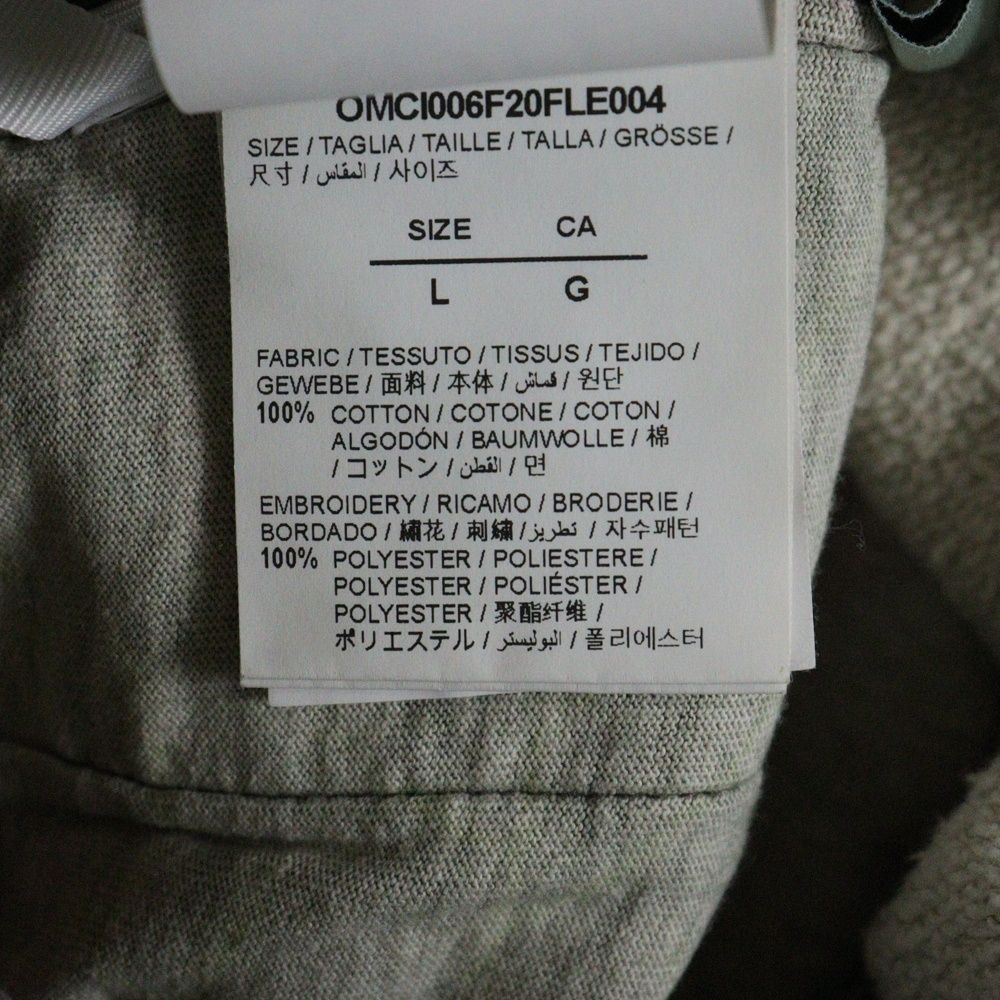 OMCI006F20FLE004
SIZE / TAGLIA / TAILLE / TALLA / GRÖSSE /
尺寸 / المقاس / 사이즈
SIZE CA
L G
FABRIC / TESSUTO / TISSUS / TEJIDO /
GEWEBE / 面料 / 本体 / قماش / 원단
100% COTTON / COTONE / COTON /
ALGODÓN / BAUMWOLLE / 棉
/ コットン / القطن / 면
EMBROIDERY / RICAMO / BRODERIE /
BORDADO / 繡花 / 刺繍 / تطريز / 자수패턴
100% POLYESTER / POLIESTERE /
POLYESTER / POLIÉSTER /
POLYESTER / 聚酯纤维 /
ポリエステル / البوليستر / 폴리에스터